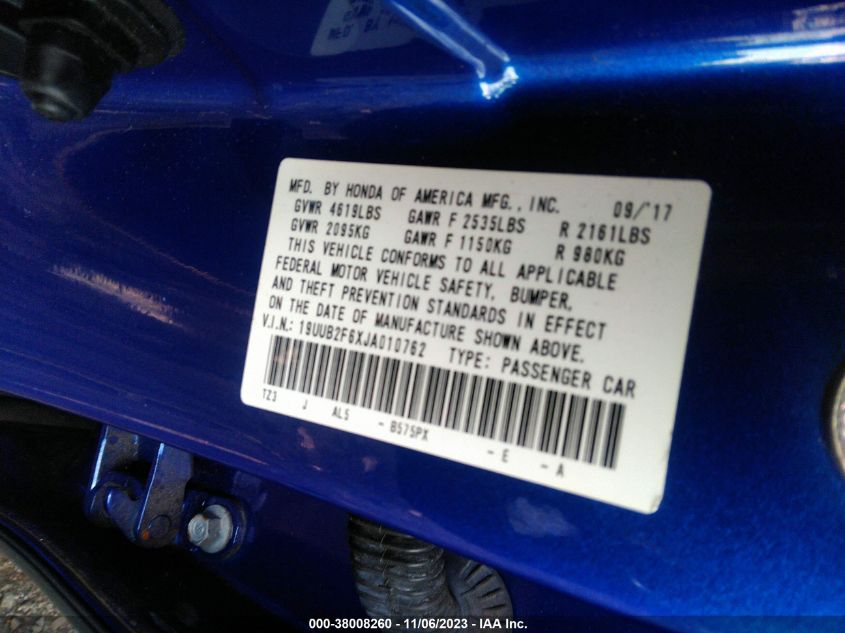 MFD. BY HONDA OF AMERICA MFG., INC. 09/'17
GVWR 4619LBS GAWR F 2535LBS R 2161LBS
GVWR 2095KG GAWR F 1150KG R 980KG
THIS VEHICLE CONFORMS TO ALL APPLICABLE
FEDERAL MOTOR VEHICLE SAFETY, BUMPER,
AND THEFT PREVENTION STANDARDS IN EFFECT
ON THE DATE OF MANUFACTURE SHOWN ABOVE.
V.I.N.: 19UUB2F6XJA010762 TYPE: PASSENGER CAR
TZ3 J AL5 - B575PX - E - A
000-38008260 - 11/06/2023 - IAA Inc.